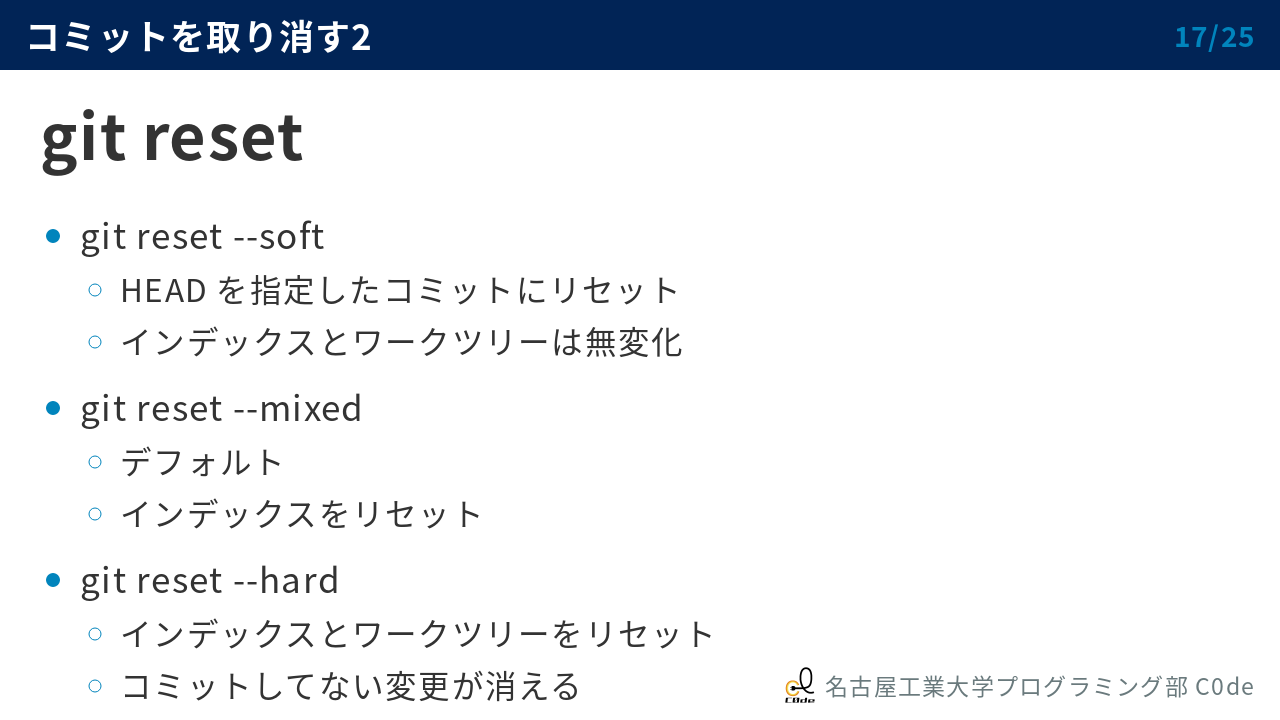 コミットを取り消す2
17/25
git reset
git reset --soft
HEAD を指定したコミットにリセット
インデックスとワークツリーは無変化
git reset --mixed
デフォルト
インデックスをリセット
git reset --hard
インデックスとワークツリーをリセット
コミットしてない変更が消える
C0de
名古屋工業大学プログラミング部 C0de